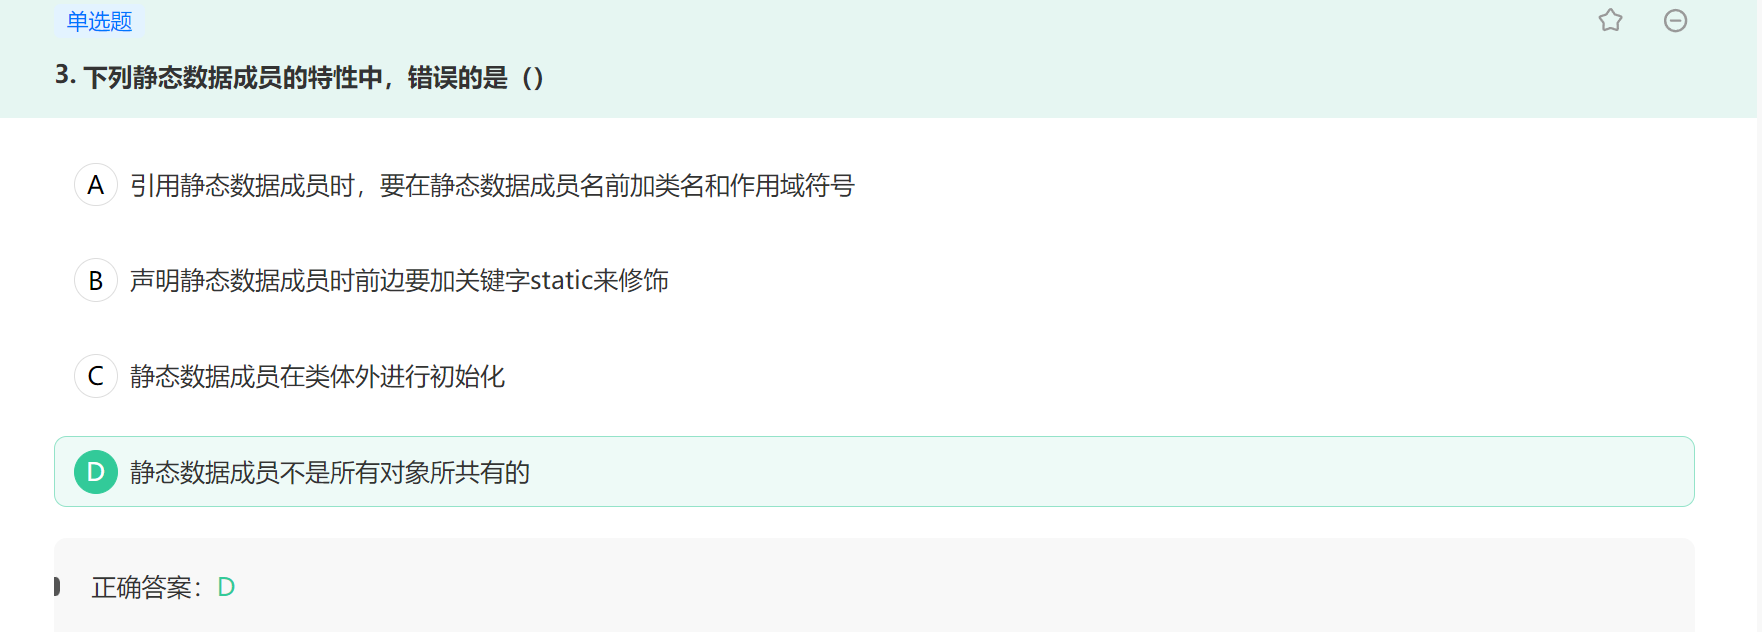 单选题
3. 下列静态数据成员的特性中，错误的是（）
A 引用静态数据成员时，要在静态数据成员名前加类名和作用域符号
B 声明静态数据成员时前边要加关键字static来修饰
C 静态数据成员在类体外进行初始化
D 静态数据成员不是所有对象所共有的
正确答案：D